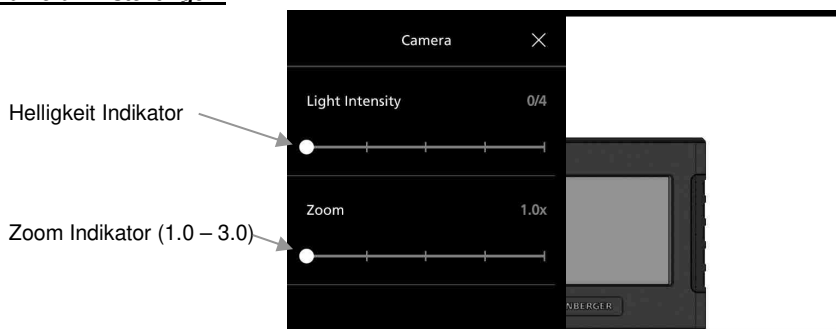 Camera
Light Intensity 0/4
Helligkeit Indikator
Zoom 1.0x
Zoom Indikator (1.0 – 3.0)